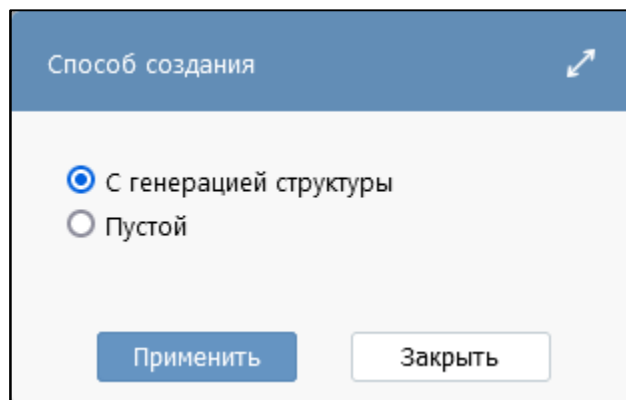 Способ создания
С генерацией структуры
Пустой
Применить
Закрыть